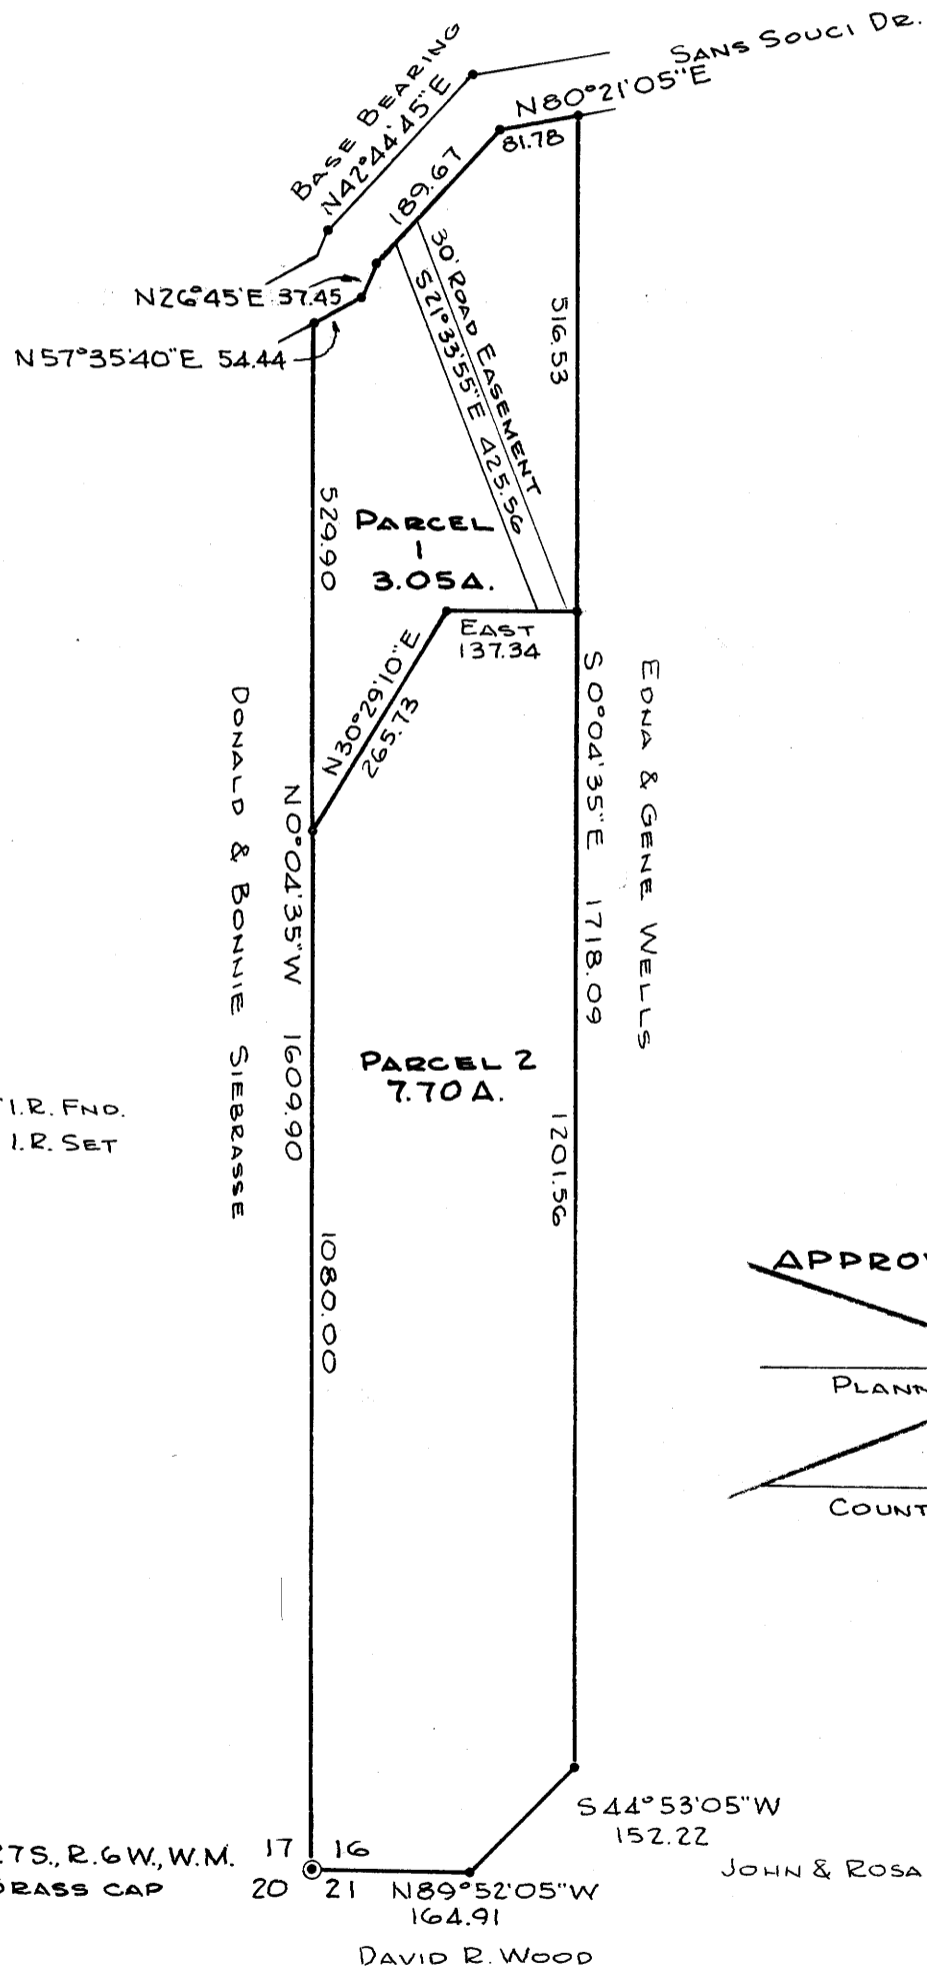 SANS SOUCI DR.
BASE BEARING
N42°44'45"E
N80°21'05"E
81.78
189.67
N26°45'E 37.45
N57°35'40"E 54.44
30' ROAD EASEMENT
S21°33'55"E 425.56
516.53
529.90
PARCEL
1
3.05 A.
EAST
137.34
N30°29'10"E
265.73
DONALD & BONNIE SIEBRASSE
N0°04'35"W 1609.90
S0°04'35"E 1718.09
EDNA & GENE WELLS
PARCEL 2
7.70 A.
I.R. FND.
I.R. SET
1201.56
1080.00
APPROV
PLANN
COUNT
S44°53'05"W
152.22
JOHN & ROSA
7S., R.6W., W.M.
RASS CAP
17 16
20 21
N89°52'05"W
164.91
DAVID R. WOOD